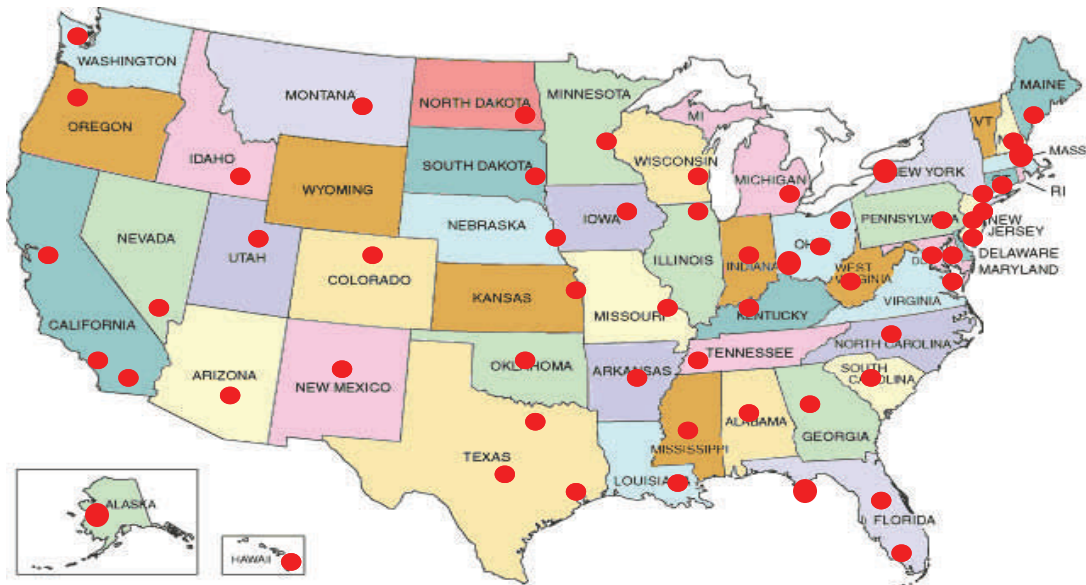 WASHINGTON
MONTANA
NORTH DAKOTA
MINNESOTA
MAINE
OREGON
IDAHO
WYOMING
SOUTH DAKOTA
WISCONSIN
MI
MICHIGAN
VT
MASS
NEW YORK
RI
NEVADA
UTAH
NEBRASKA
IOWA
PENNSYLVANIA
NEW
JERSEY
DELAWARE
MARYLAND
CALIFORNIA
COLORADO
KANSAS
MISSOURI
ILLINOIS
INDIANA
WEST
VIRGINIA
VIRGINIA
KENTUCKY
ARIZONA
NEW MEXICO
OKLAHOMA
ARKANSAS
TENNESSEE
NORTH CAROLINA
SOUTH
CAROLINA
TEXAS
LOUISIA
MISSISSIPPI
ALABAMA
GEORGIA
FLORIDA
ALASKA
HAWAII